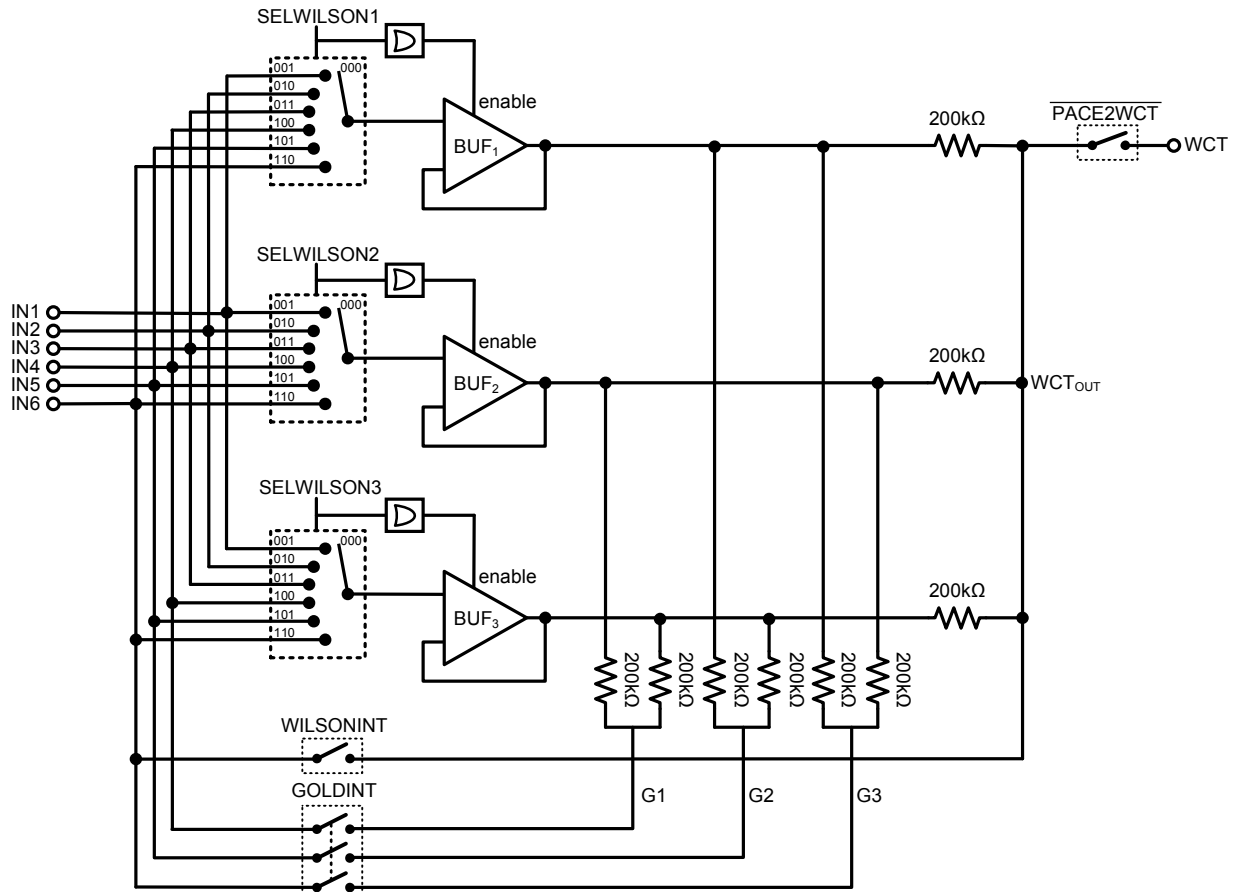 SELWILSON1
001
010
011
100
101
110
000
enable
BUF1
200kΩ
PACE2WCT
WCT
SELWILSON2
001
010
011
100
101
110
000
enable
BUF2
200kΩ
WCTOUT
IN1
IN2
IN3
IN4
IN5
IN6
SELWILSON3
001
010
011
100
101
110
000
enable
BUF3
200kΩ
200kΩ
200kΩ
200kΩ
200kΩ
200kΩ
200kΩ
WILSONINT
GOLDINT
G1
G2
G3